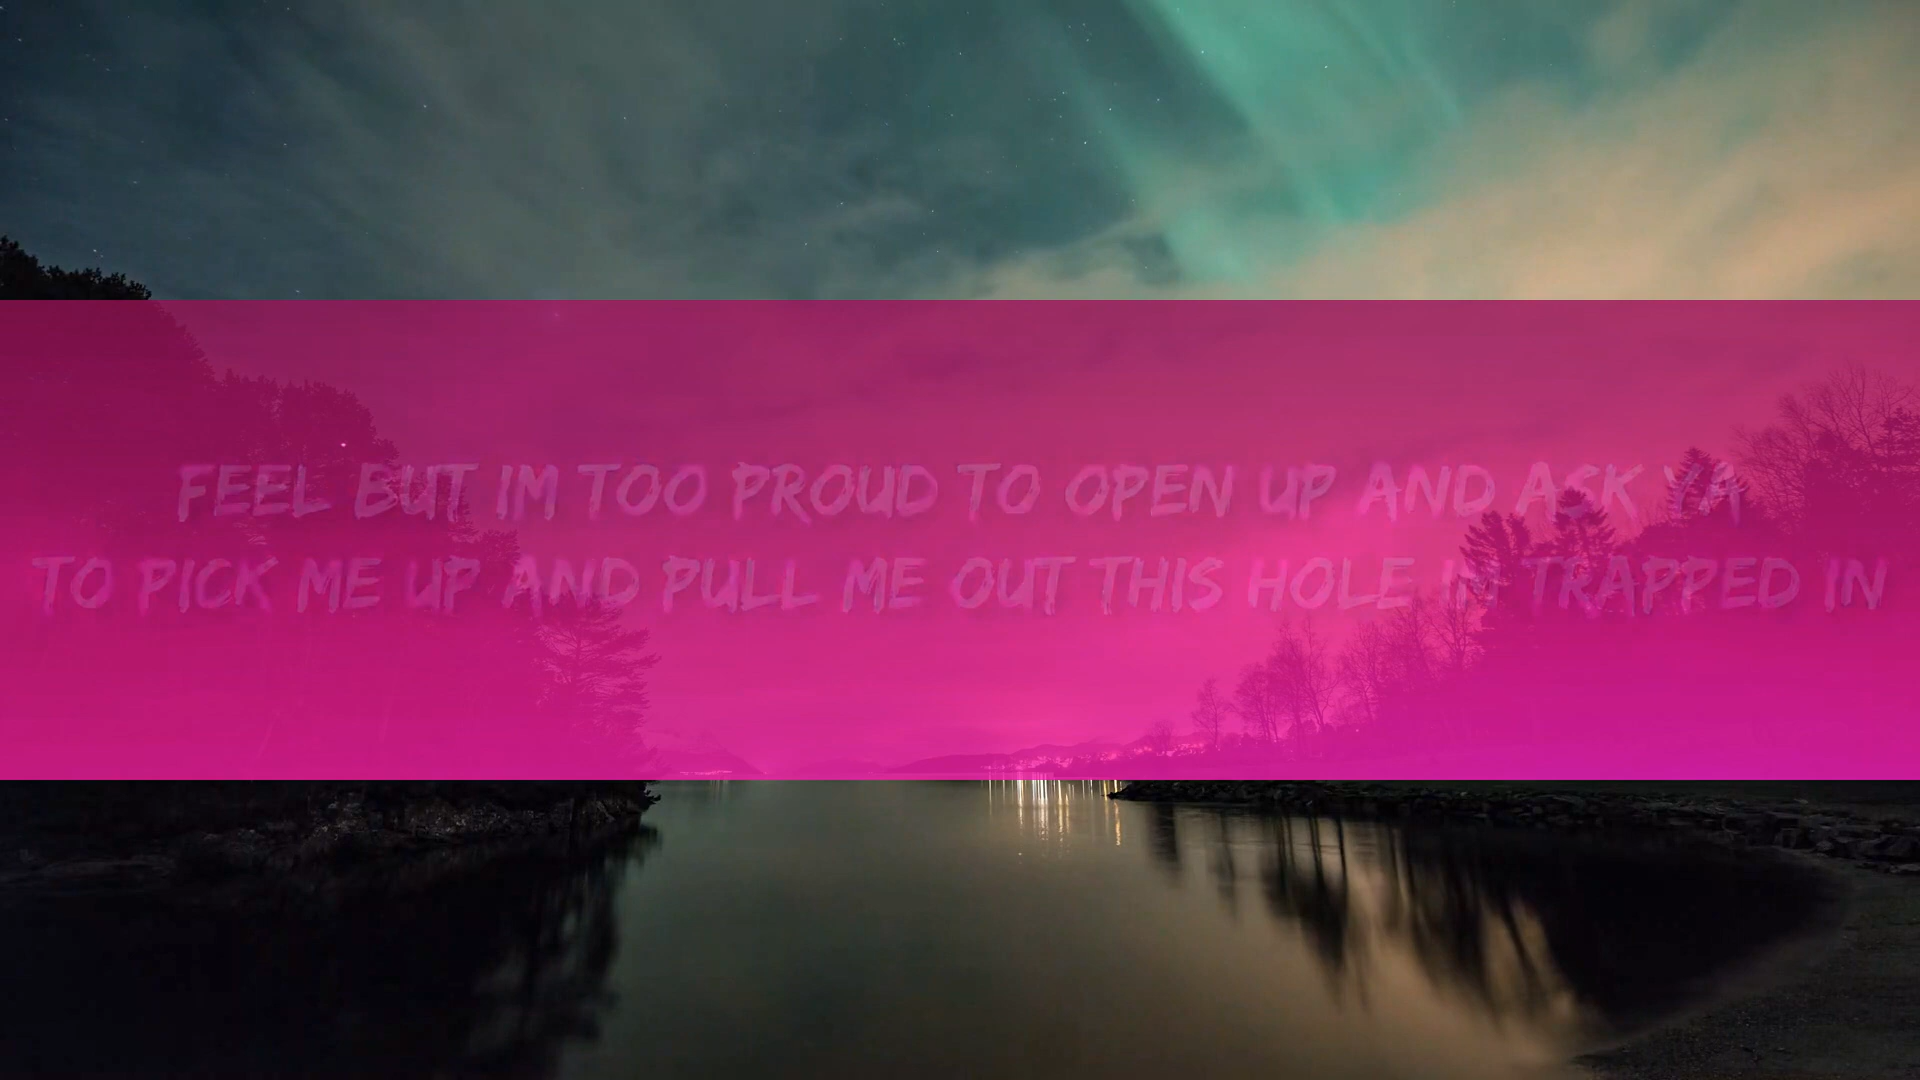 FEEL BUT IM TOO PROUD TO OPEN UP AND ASK YA
TO PICK ME UP AND PULL ME OUT THIS HOLE IM TRAPPED IN